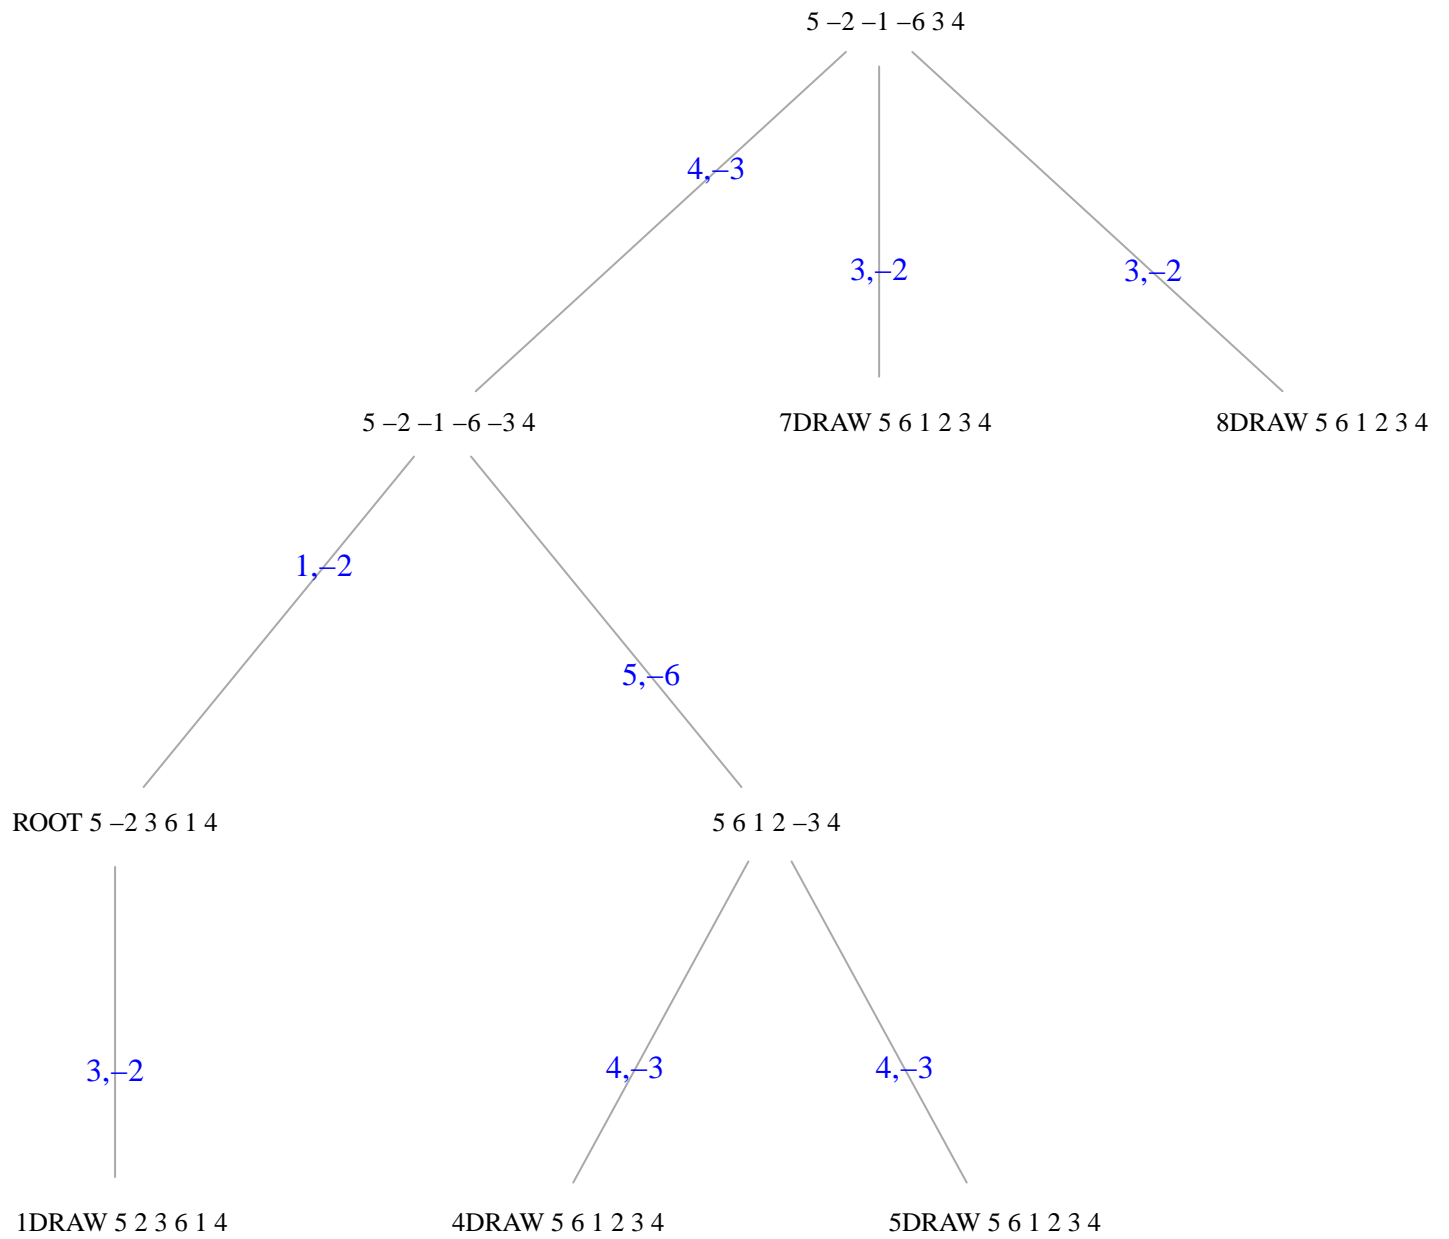 5 –2 –1 –6 3 4
4,–3
3,–2
3,–2
5 –2 –1 –6 –3 4
7DRAW 5 6 1 2 3 4
8DRAW 5 6 1 2 3 4
1,–2
5,–6
ROOT 5 –2 3 6 1 4
5 6 1 2 –3 4
3,–2
4,–3
4,–3
1DRAW 5 2 3 6 1 4
4DRAW 5 6 1 2 3 4
5DRAW 5 6 1 2 3 4